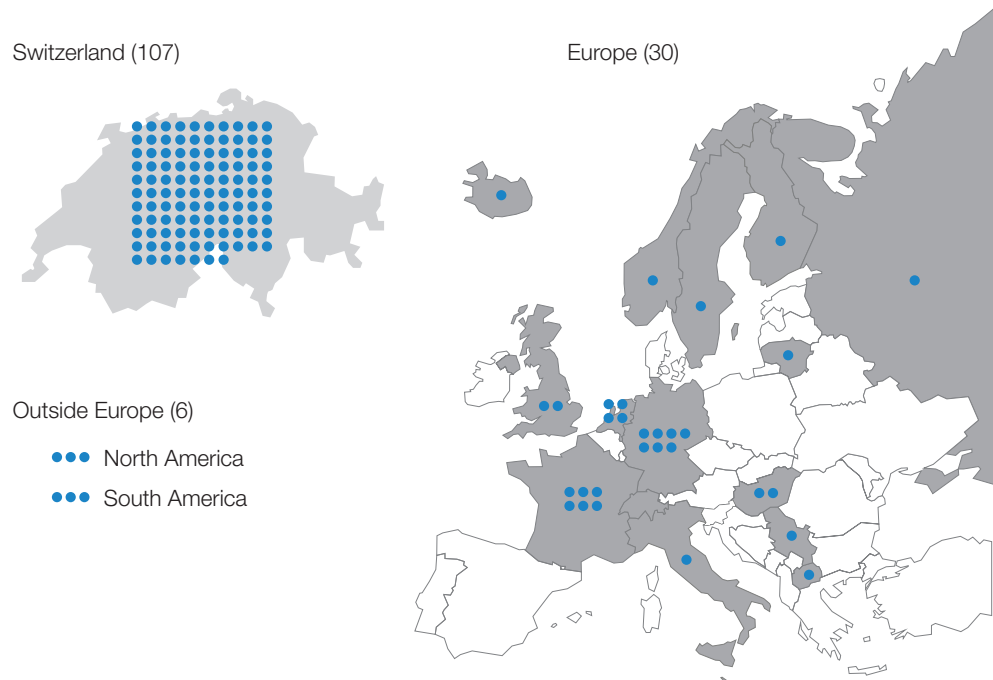 Switzerland (107)
Europe (30)
Outside Europe (6)
North America
South America